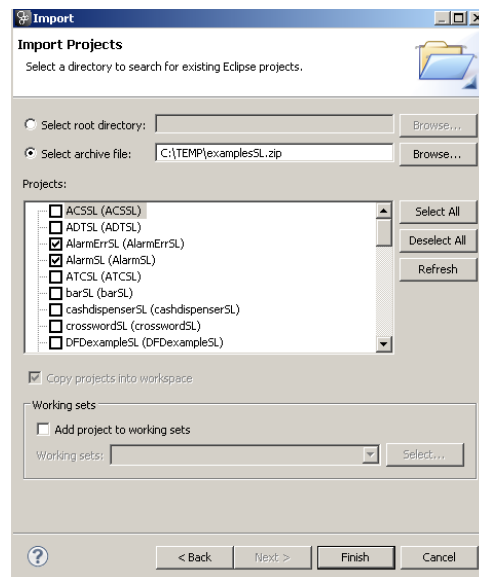 Import
Import Projects
Select a directory to search for existing Eclipse projects.
Select root directory:
Browse...
Select archive file:
C:\TEMP\examplesSL.zip
Browse...
Projects:
ACSSL (ACSSL)
ADTSL (ADTSL)
AlarmErrSL (AlarmErrSL)
AlarmSL (AlarmSL)
ATCSL (ATCSL)
barSL (barSL)
cashdispenserSL (cashdispenserSL)
crosswordSL (crosswordSL)
DFDexampleSL (DFDexampleSL)
Select All
Deselect All
Refresh
Copy projects into workspace
Working sets
Add project to working sets
Working sets:
Select...
?
< Back
Next >
Finish
Cancel